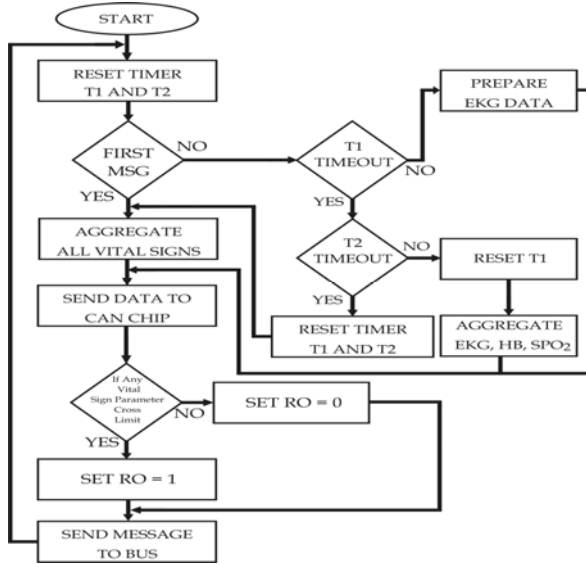 START
RESET TIMER
T1 AND T2
FIRST
MSG
NO
YES
T1
TIMEOUT
NO
YES
PREPARE
EKG DATA
AGGREGATE
ALL VITAL SIGNS
T2
TIMEOUT
NO
YES
RESET T1
SEND DATA TO
CAN CHIP
RESET TIMER
T1 AND T2
AGGREGATE
EKG, HB, SPO₂
If Any
Vital
Sign Parameter
Cross
Limit
NO
YES
SET RO = 0
SET RO = 1
SEND MESSAGE
TO BUS